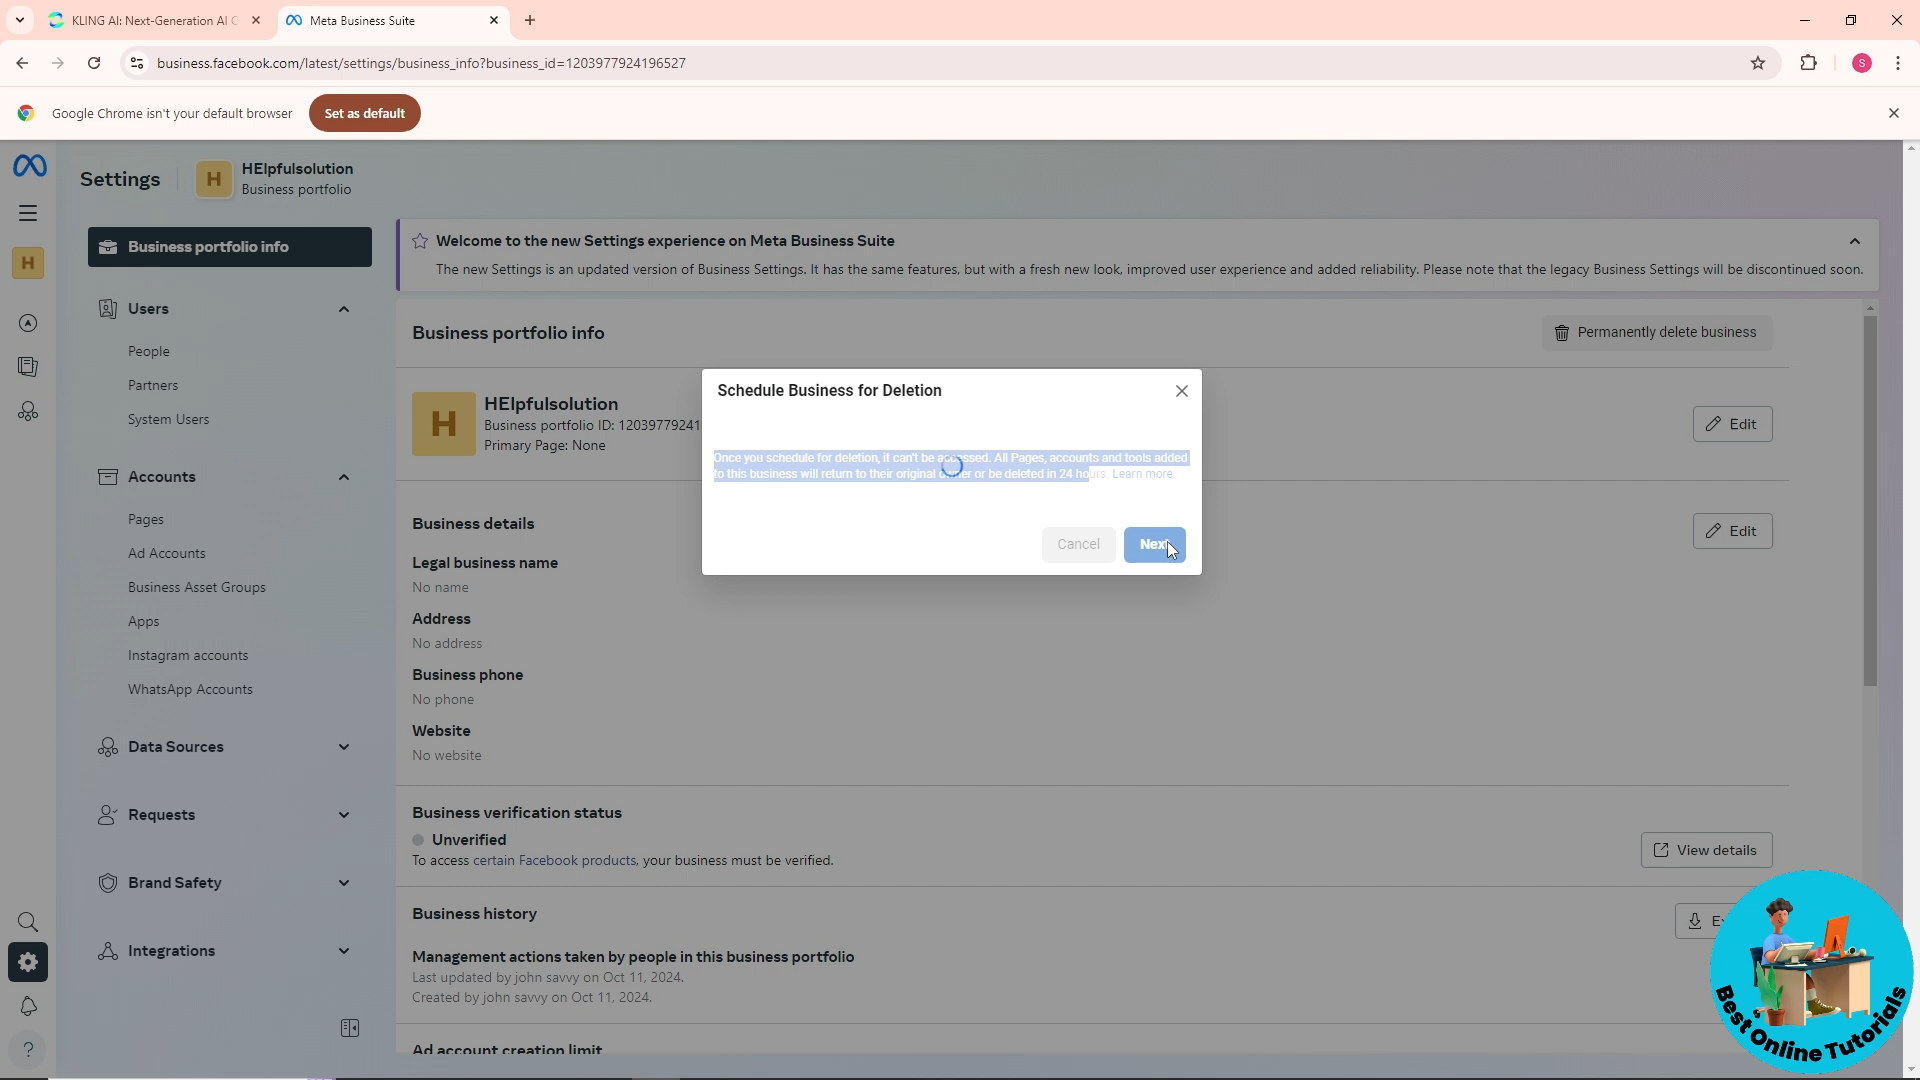 KLING AI: Next-Generation AI C
Meta Business Suite
business.facebook.com/latest/settings/business_info?business_id=1203977924196527
S
Google Chrome isn't your default browser
Set as default
Settings
H
HElpfulsolution
Business portfolio
H
Business portfolio info
Users
People
Partners
System Users
Accounts
Pages
Ad Accounts
Business Asset Groups
Apps
Instagram accounts
WhatsApp Accounts
Data Sources
Requests
Brand Safety
Integrations
?
Welcome to the new Settings experience on Meta Business Suite
The new Settings is an updated version of Business Settings. It has the same features, but with a fresh new look, improved user experience and added reliability. Please note that the legacy Business Settings will be discontinued soon.
Business portfolio info
Permanently delete business
H
HElpfulsolution
Business portfolio ID: 1203977924
Primary Page: None
Edit
Schedule Business for Deletion
Once you schedule for deletion, it can't be accessed. All Pages, accounts and tools added
to this business will return to their original owner or be deleted in 24 hours. Learn more.
Cancel
Next
Business details
Edit
Legal business name
No name
Address
No address
Business phone
No phone
Website
No website
Business verification status
Unverified
To access certain Facebook products, your business must be verified.
View details
Business history
Management actions taken by people in this business portfolio
Last updated by john savvy on Oct 11, 2024.
Created by john savvy on Oct 11, 2024.
Ad account creation limit
Best Online Tutorials